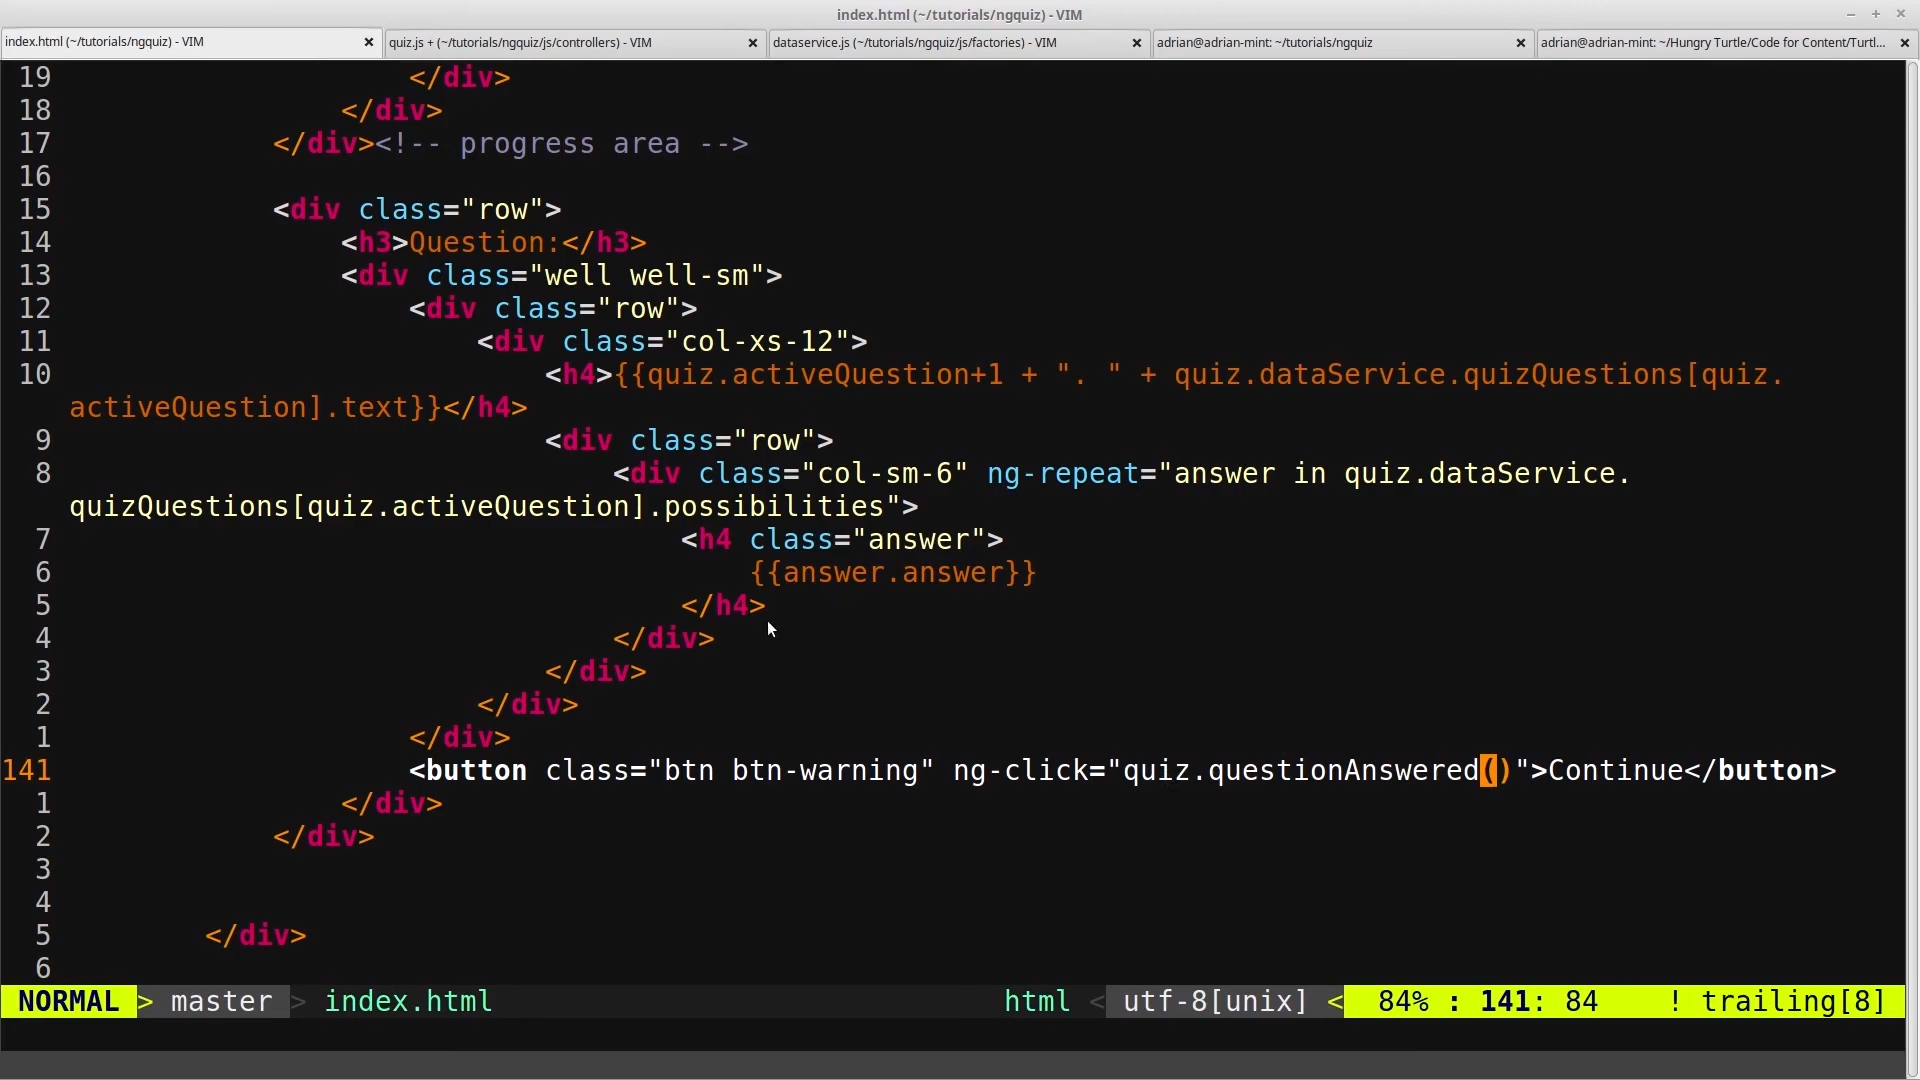 index.html (~/tutorials/ngquiz) - VIM
index.html (~/tutorials/ngquiz) - VIM
quiz.js + (~/tutorials/ngquiz/js/controllers) - VIM
dataservice.js (~/tutorials/ngquiz/js/factories) - VIM
adrian@adrian-mint: ~/tutorials/ngquiz
adrian@adrian-mint: ~/Hungry Turtle/Code for Content/Turtl...
19 </div>
18 </div>
17 </div><!-- progress area -->
16
15 <div class="row">
14 <h3>Question:</h3>
13 <div class="well well-sm">
12 <div class="row">
11 <div class="col-xs-12">
10 <h4>{{quiz.activeQuestion+1 + ". " + quiz.dataService.quizQuestions[quiz.
activeQuestion].text}}</h4>
9 <div class="row">
8 <div class="col-sm-6" ng-repeat="answer in quiz.dataService.
quizQuestions[quiz.activeQuestion].possibilities">
7 <h4 class="answer">
6 {{answer.answer}}
5 </h4>
4 </div>
3 </div>
2 </div>
1 </div>
141 <button class="btn btn-warning" ng-click="quiz.questionAnswered()">Continue</button>
1 </div>
2 </div>
3
4
5 </div>
6
NORMAL > master > index.html html < utf-8[unix] < 84% : 141: 84 ! trailing[8]